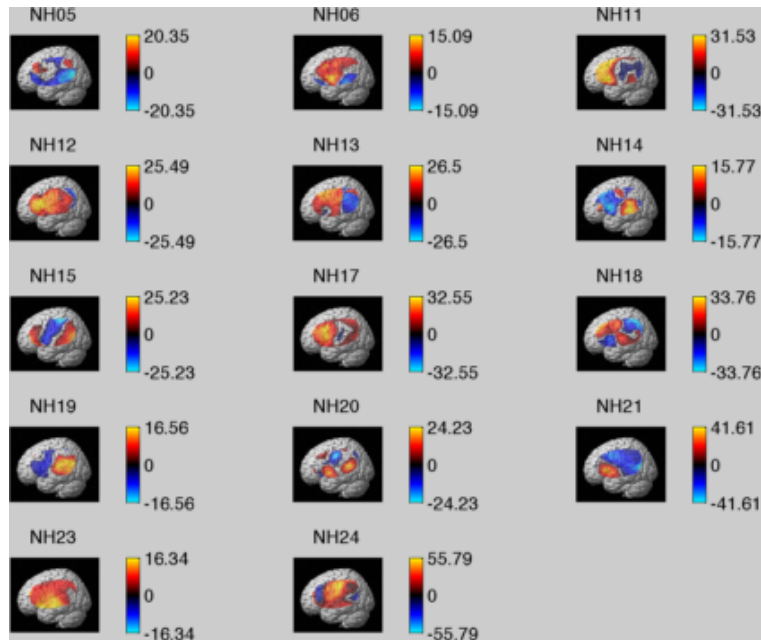 NH05 NH06 NH11
20.35 15.09 31.53
0 0 0
-20.35 -15.09 -31.53
NH12 NH13 NH14
25.49 26.5 15.77
0 0 0
-25.49 -26.5 -15.77
NH15 NH17 NH18
25.23 32.55 33.76
0 0 0
-25.23 -32.55 -33.76
NH19 NH20 NH21
16.56 24.23 41.61
0 0 0
-16.56 -24.23 -41.61
NH23 NH24
16.34 55.79
0 0
-16.34 -55.79